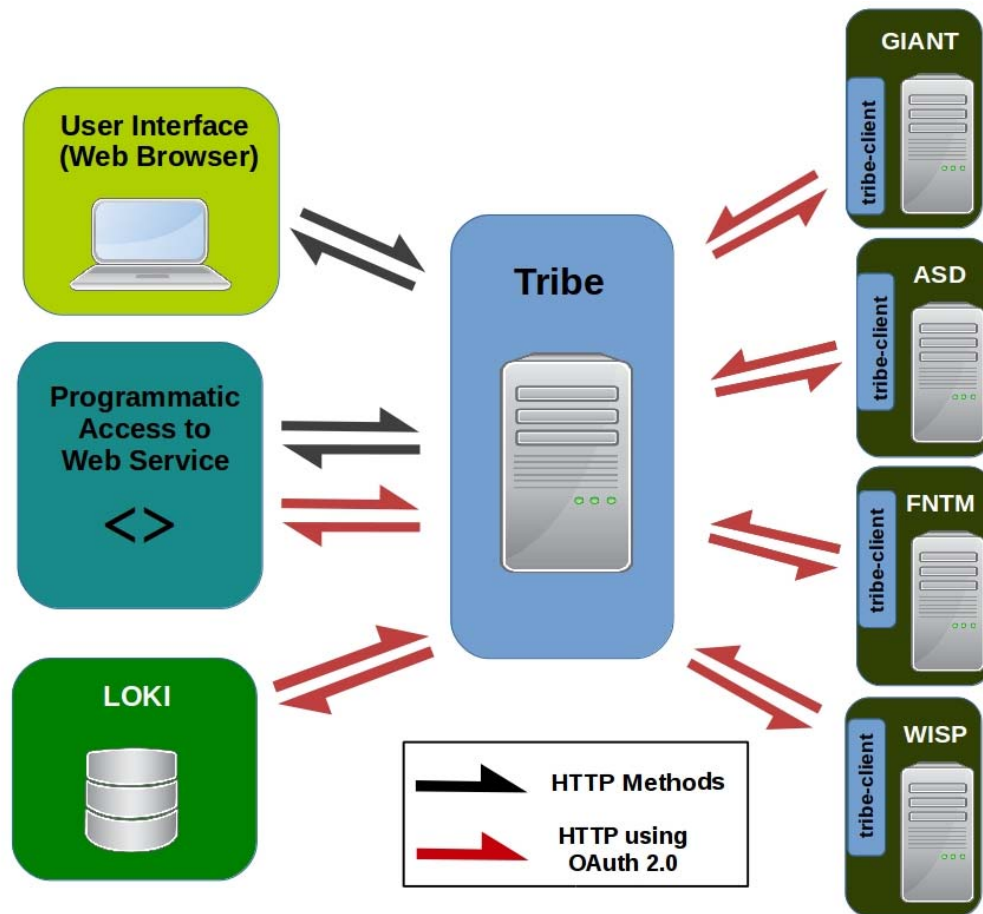 User Interface
(Web Browser)
Programmatic
Access to
Web Service
<>
LOKI
Tribe
GIANT
tribe-client
ASD
tribe-client
FNTM
tribe-client
WISP
tribe-client
HTTP Methods
HTTP using
OAuth 2.0